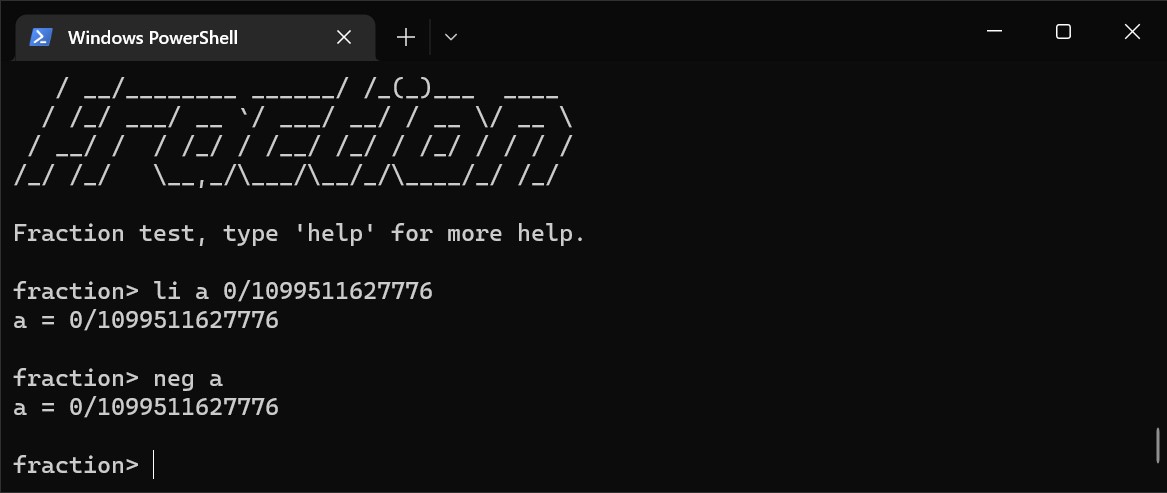 Windows PowerShell
   / __/________ ______/ /_(_)___  ____
  / /_/ ___/ __ `/ ___/ __/ / __ \/ __ \
 / __/ /  / /_/ / /__/ /_/ / /_/ / / / /
/_/ /_/   \__,_/\___/\__/_/\____/_/ /_/
Fraction test, type 'help' for more help.
fraction> li a 0/1099511627776
a = 0/1099511627776
fraction> neg a
a = 0/1099511627776
fraction>